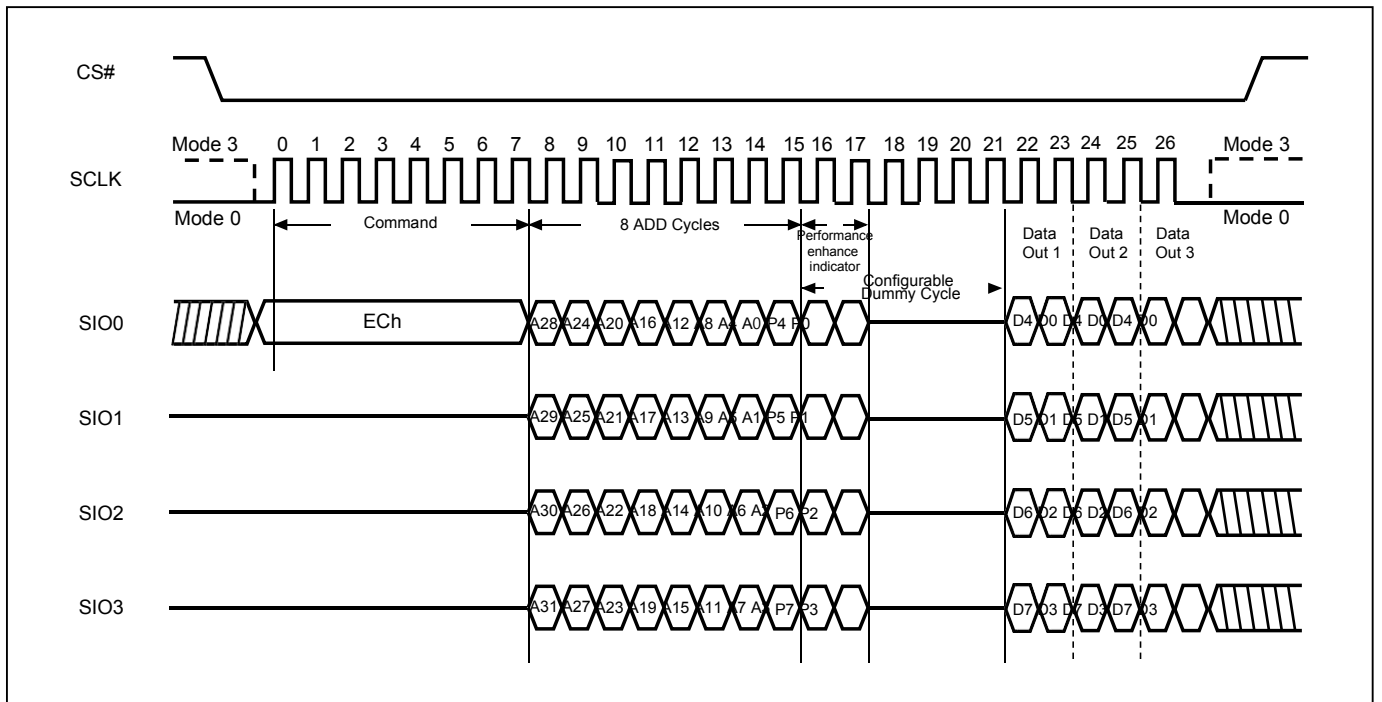 CS#
Mode 3 0 1 2 3 4 5 6 7 8 9 10 11 12 13 14 15 16 17 18 19 20 21 22 23 24 25 26 Mode 3
SCLK
Mode 0 Mode 0
Command 8 ADD Cycles
Performance
enhance
indicator
Data Out 1
Data Out 2
Data Out 3
Configurable
Dummy Cycle
SIO0 ECh A28 A24 A20 A16 A12 A8 A4 A0 P4 P0 D4 D0 D4 D0 D4 D0
SIO1 A29 A25 A21 A17 A13 A9 A5 A1 P5 P1 D5 D1 D5 D1 D5 D1
SIO2 A30 A26 A22 A18 A14 A10 A6 P6 P2 D6 D2 D6 D2 D6 D2
SIO3 A31 A27 A23 A19 A15 A11 A7 P7 P3 D7 D3 D7 D3 D7 D3